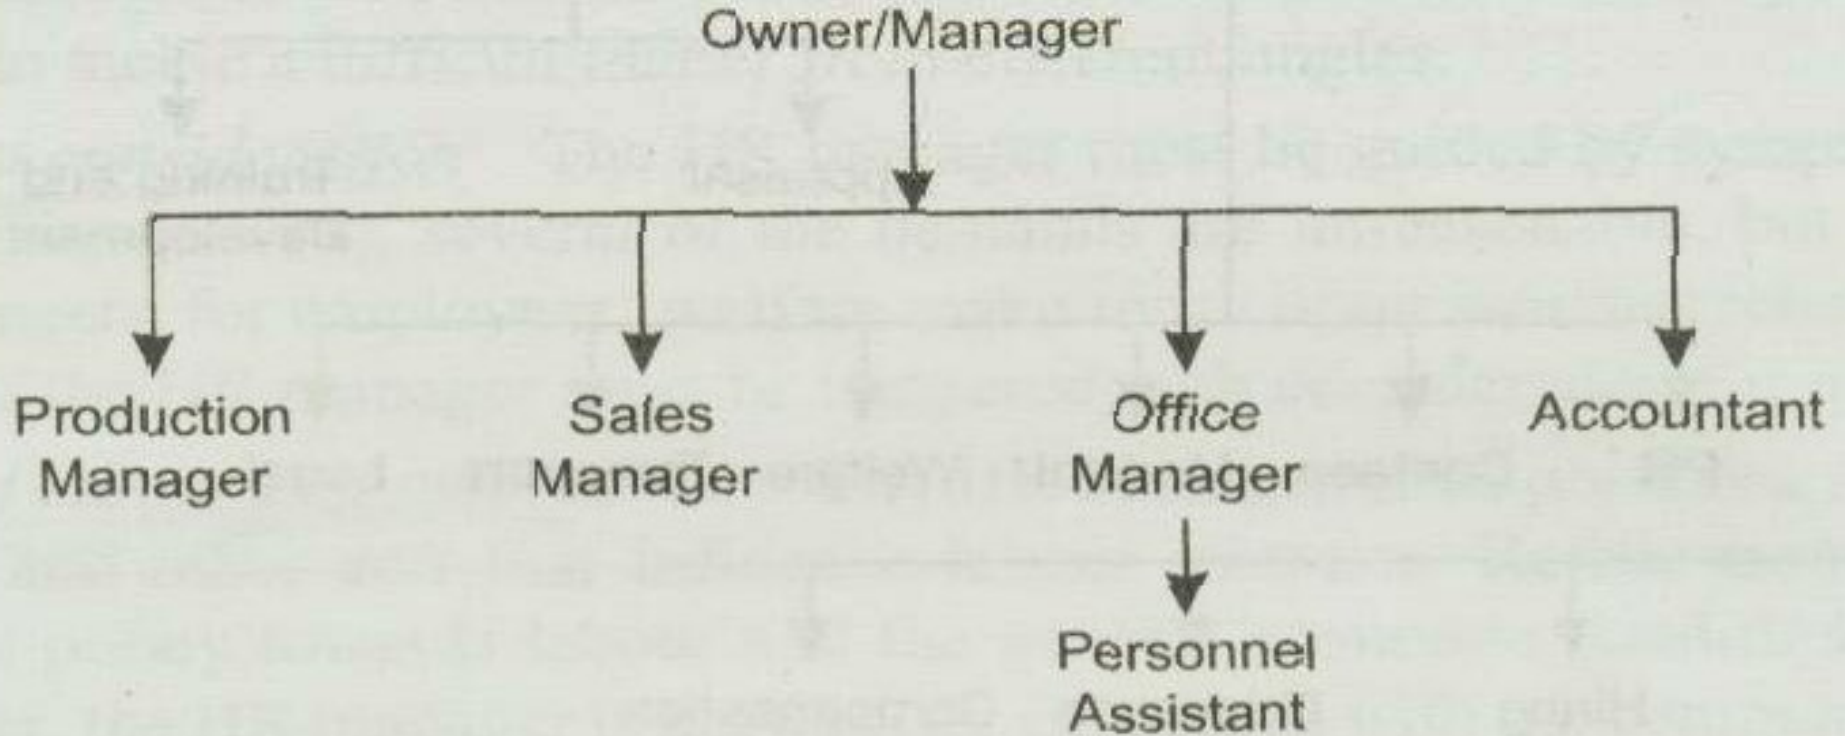 Owner/Manager
Production
Manager
Sales
Manager
Office
Manager
Accountant
Personnel
Assistant